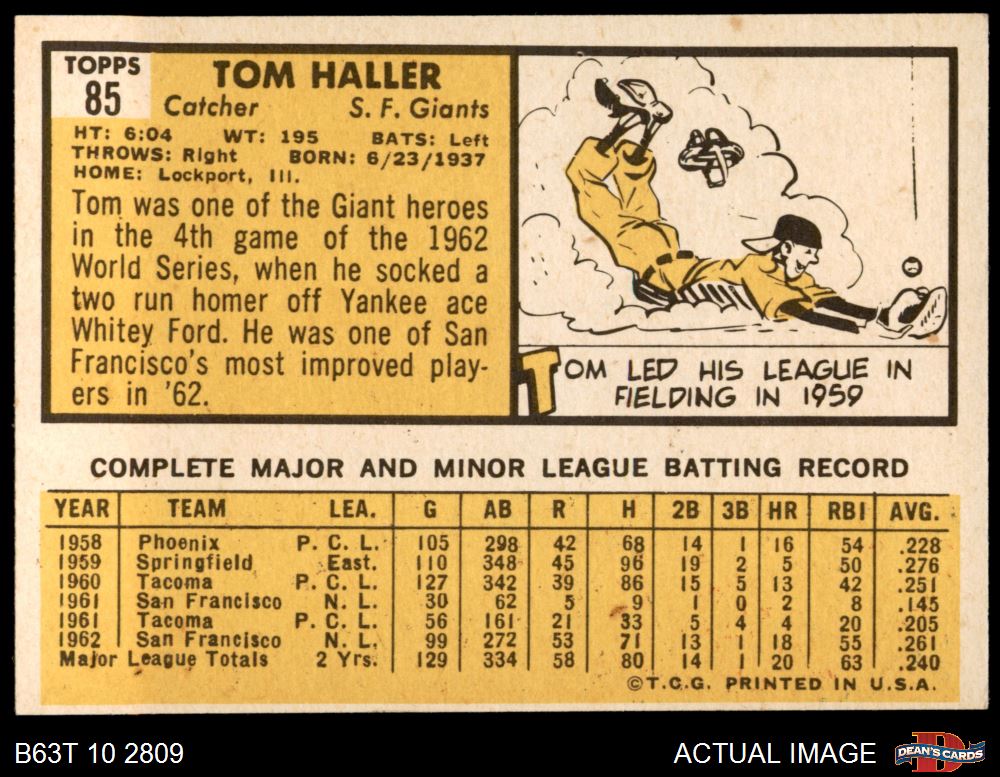 TOPPS
85
TOM HALLER
Catcher S. F. Giants
HT: 6:04 WT: 195 BATS: Left
THROWS: Right BORN: 6/23/1937
HOME: Lockport, Ill.
Tom was one of the Giant heroes
in the 4th game of the 1962
World Series, when he socked a
two run homer off Yankee ace
Whitey Ford. He was one of San
Francisco's most improved play-
ers in '62.
TOM LED HIS LEAGUE IN
FIELDING IN 1959
COMPLETE MAJOR AND MINOR LEAGUE BATTING RECORD
YEAR TEAM LEA. G AB R H 2B 3B HR RBI AVG.
1958 Phoenix P. C. L. 105 298 42 68 14 1 16 54 .228
1959 Springfield East. 110 348 45 96 19 2 5 50 .276
1960 Tacoma P. C. L. 127 342 39 86 15 5 13 42 .251
1961 San Francisco N. L. 30 62 5 9 1 0 2 8 .145
1961 Tacoma P. C. L. 56 161 21 33 5 4 4 20 .205
1962 San Francisco N. L. 99 272 53 71 13 1 18 55 .261
Major League Totals 2 Yrs. 129 334 58 80 14 1 20 63 .240
©T.C.G. PRINTED IN U.S.A.
B63T 10 2809 ACTUAL IMAGE
D
DEAN'S CARDS